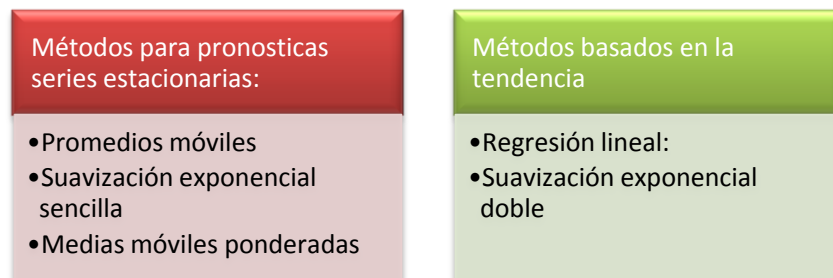 Métodos para pronosticas
series estacionarias:
•Promedios móviles
•Suavización exponencial
sencilla
•Medias móviles ponderadas
Métodos basados en la
tendencia
•Regresión lineal:
•Suavización exponencial
doble